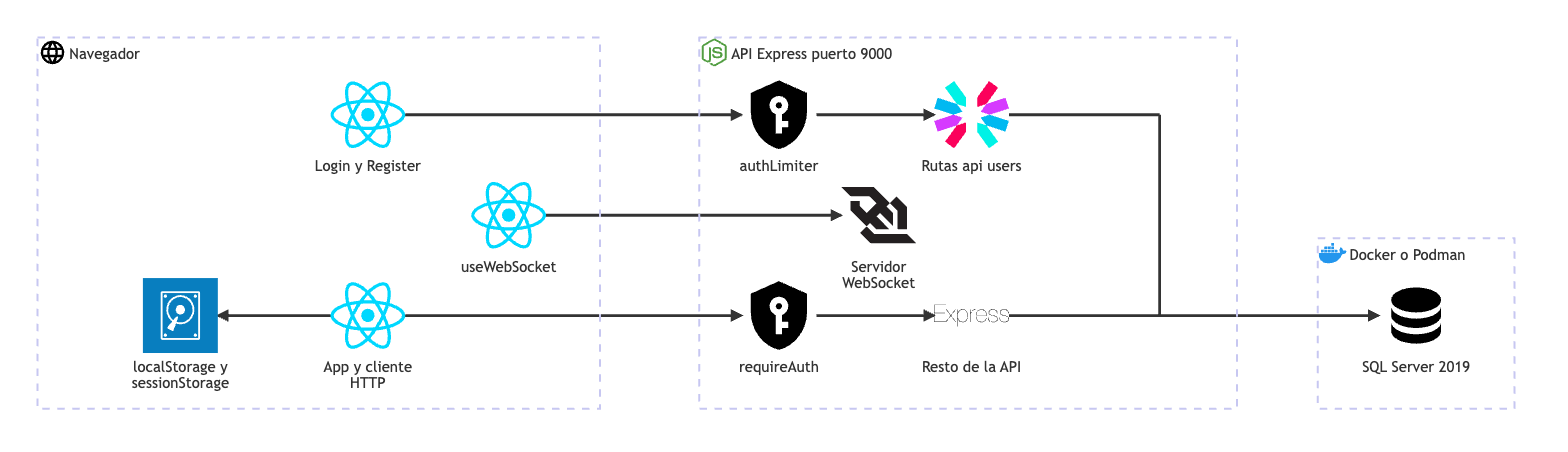 Navegador
JS API Express puerto 9000
Login y Register
authLimiter
Rutas api users
useWebSocket
Servidor
WebSocket
Docker o Podman
localStorage y
sessionStorage
App y cliente
HTTP
requireAuth
Express
Resto de la API
SQL Server 2019